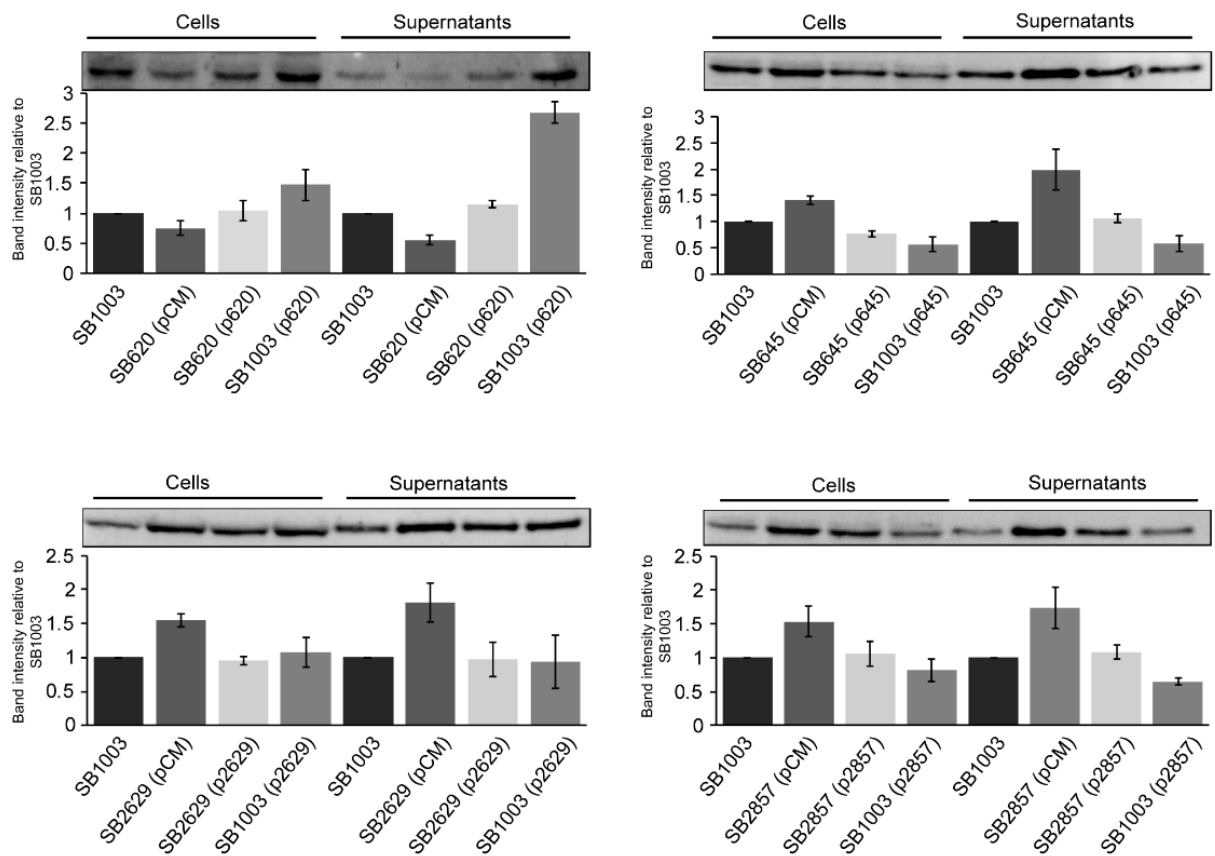 Cells Supernatants
Band intensity relative to
SB1003
3
2.5
2
1.5
1
0.5
0
SB1003
SB620 (pCM)
SB620 (p620)
SB1003 (p620)
SB1003
SB620 (pCM)
SB620 (p620)
SB1003 (p620)
Cells Supernatants
Band intensity relative to
SB1003
3
2.5
2
1.5
1
0.5
0
SB1003
SB645 (pCM)
SB645 (p645)
SB1003 (p645)
SB1003
SB645 (pCM)
SB645 (p645)
SB1003 (p645)
Cells Supernatants
Band intensity relative to
SB1003
2.5
2
1.5
1
0.5
0
SB1003
SB2629 (pCM)
SB2629 (p2629)
SB1003 (p2629)
SB1003
SB2629 (pCM)
SB2629 (p2629)
SB1003 (p2629)
Cells Supernatants
Band intensity relative to
SB1003
2.5
2
1.5
1
0.5
0
SB1003
SB2857 (pCM)
SB2857 (p2857)
SB1003 (p2857)
SB1003
SB2857 (pCM)
SB2857 (p2857)
SB1003 (p2857)